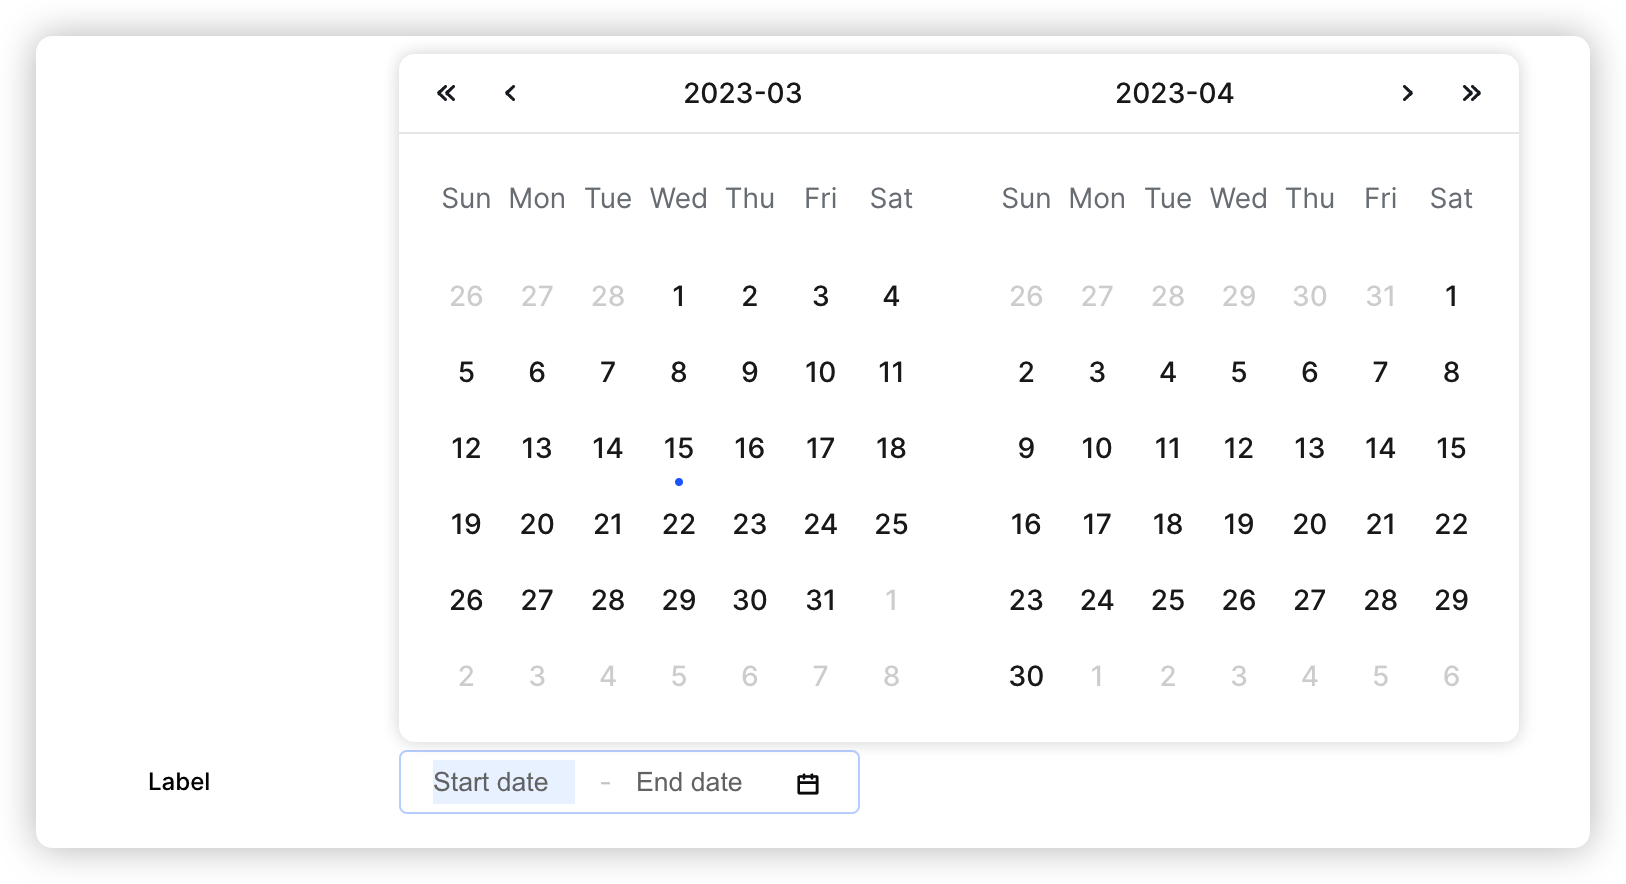 2023-03 2023-04
Sun Mon Tue Wed Thu Fri Sat Sun Mon Tue Wed Thu Fri Sat
26 27 28 1 2 3 4 26 27 28 29 30 31 1
5 6 7 8 9 10 11 2 3 4 5 6 7 8
12 13 14 15 16 17 18 9 10 11 12 13 14 15
19 20 21 22 23 24 25 16 17 18 19 20 21 22
26 27 28 29 30 31 1 23 24 25 26 27 28 29
2 3 4 5 6 7 8 30 1 2 3 4 5 6
Label Start date - End date